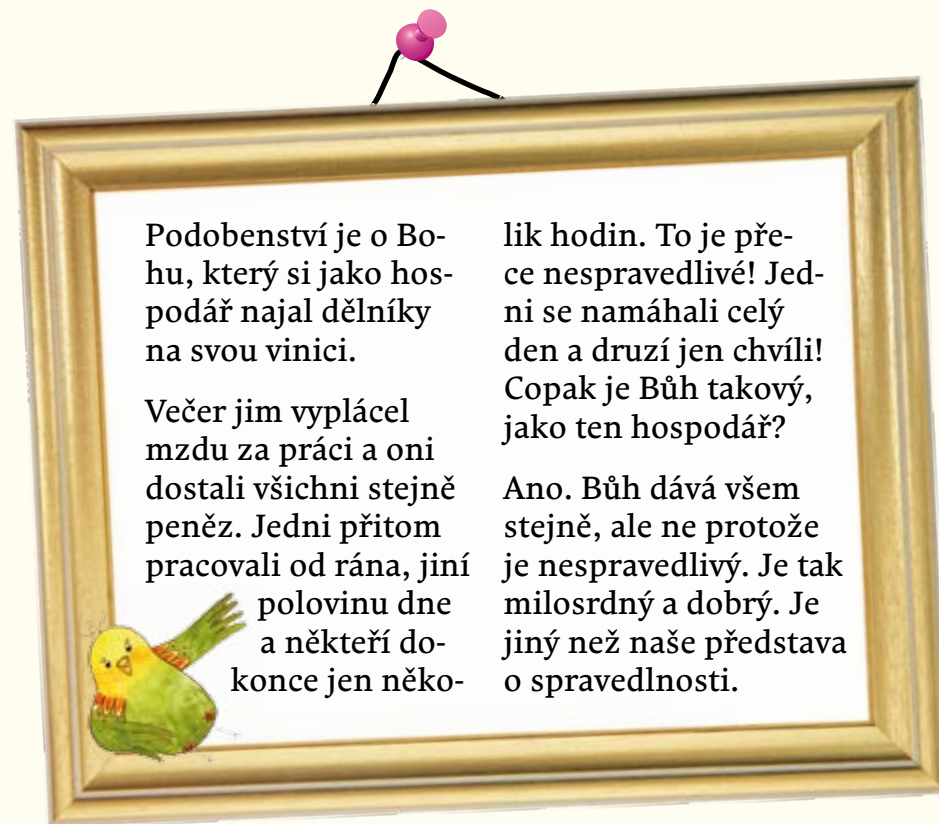 Podobenství je o Bo-
hu, který si jako hos-
podář najal dělníky
na svou vinici.
Večer jim vyplácel
mzdu za práci a oni
dostali všichni stejně
peněz. Jedni přitom
pracovali od rána, jiní
polovinu dne
a někteří do-
konce jen něko-
lik hodin. To je pře-
ce nespravedlivé! Jed-
ni se namáhali celý
den a druzí jen chvíli!
Copak je Bůh takový,
jako ten hospodář?
Ano. Bůh dává všem
stejně, ale ne protože
je nespravedlivý. Je tak
milosrdný a dobrý. Je
jiný než naše představa
o spravedlnosti.